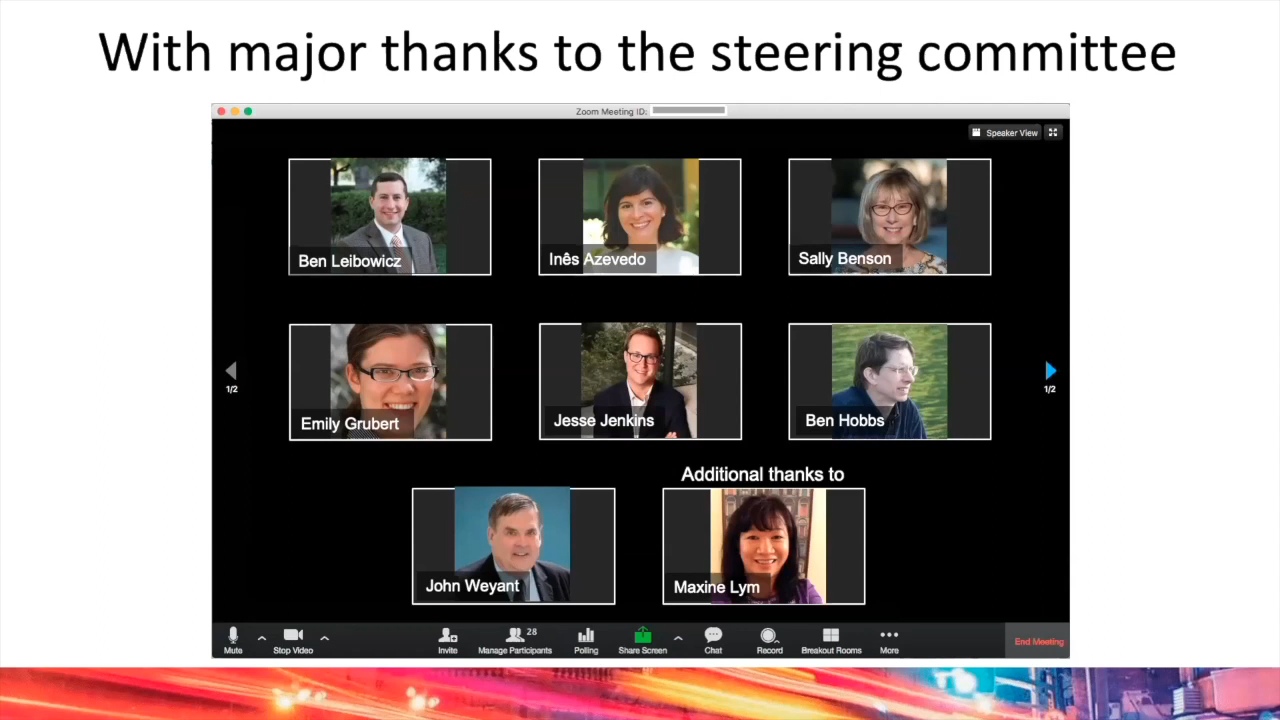 With major thanks to the steering committee
Zoom Meeting ID:
Speaker View
Ben Leibowicz
Inês Azevedo
Sally Benson
1/2
1/2
Emily Grubert
Jesse Jenkins
Ben Hobbs
Additional thanks to
John Weyant
Maxine Lym
28
Mute
Stop Video
Invite
Manage Participants
Polling
Share Screen
Chat
Record
Breakout Rooms
More
End Meeting